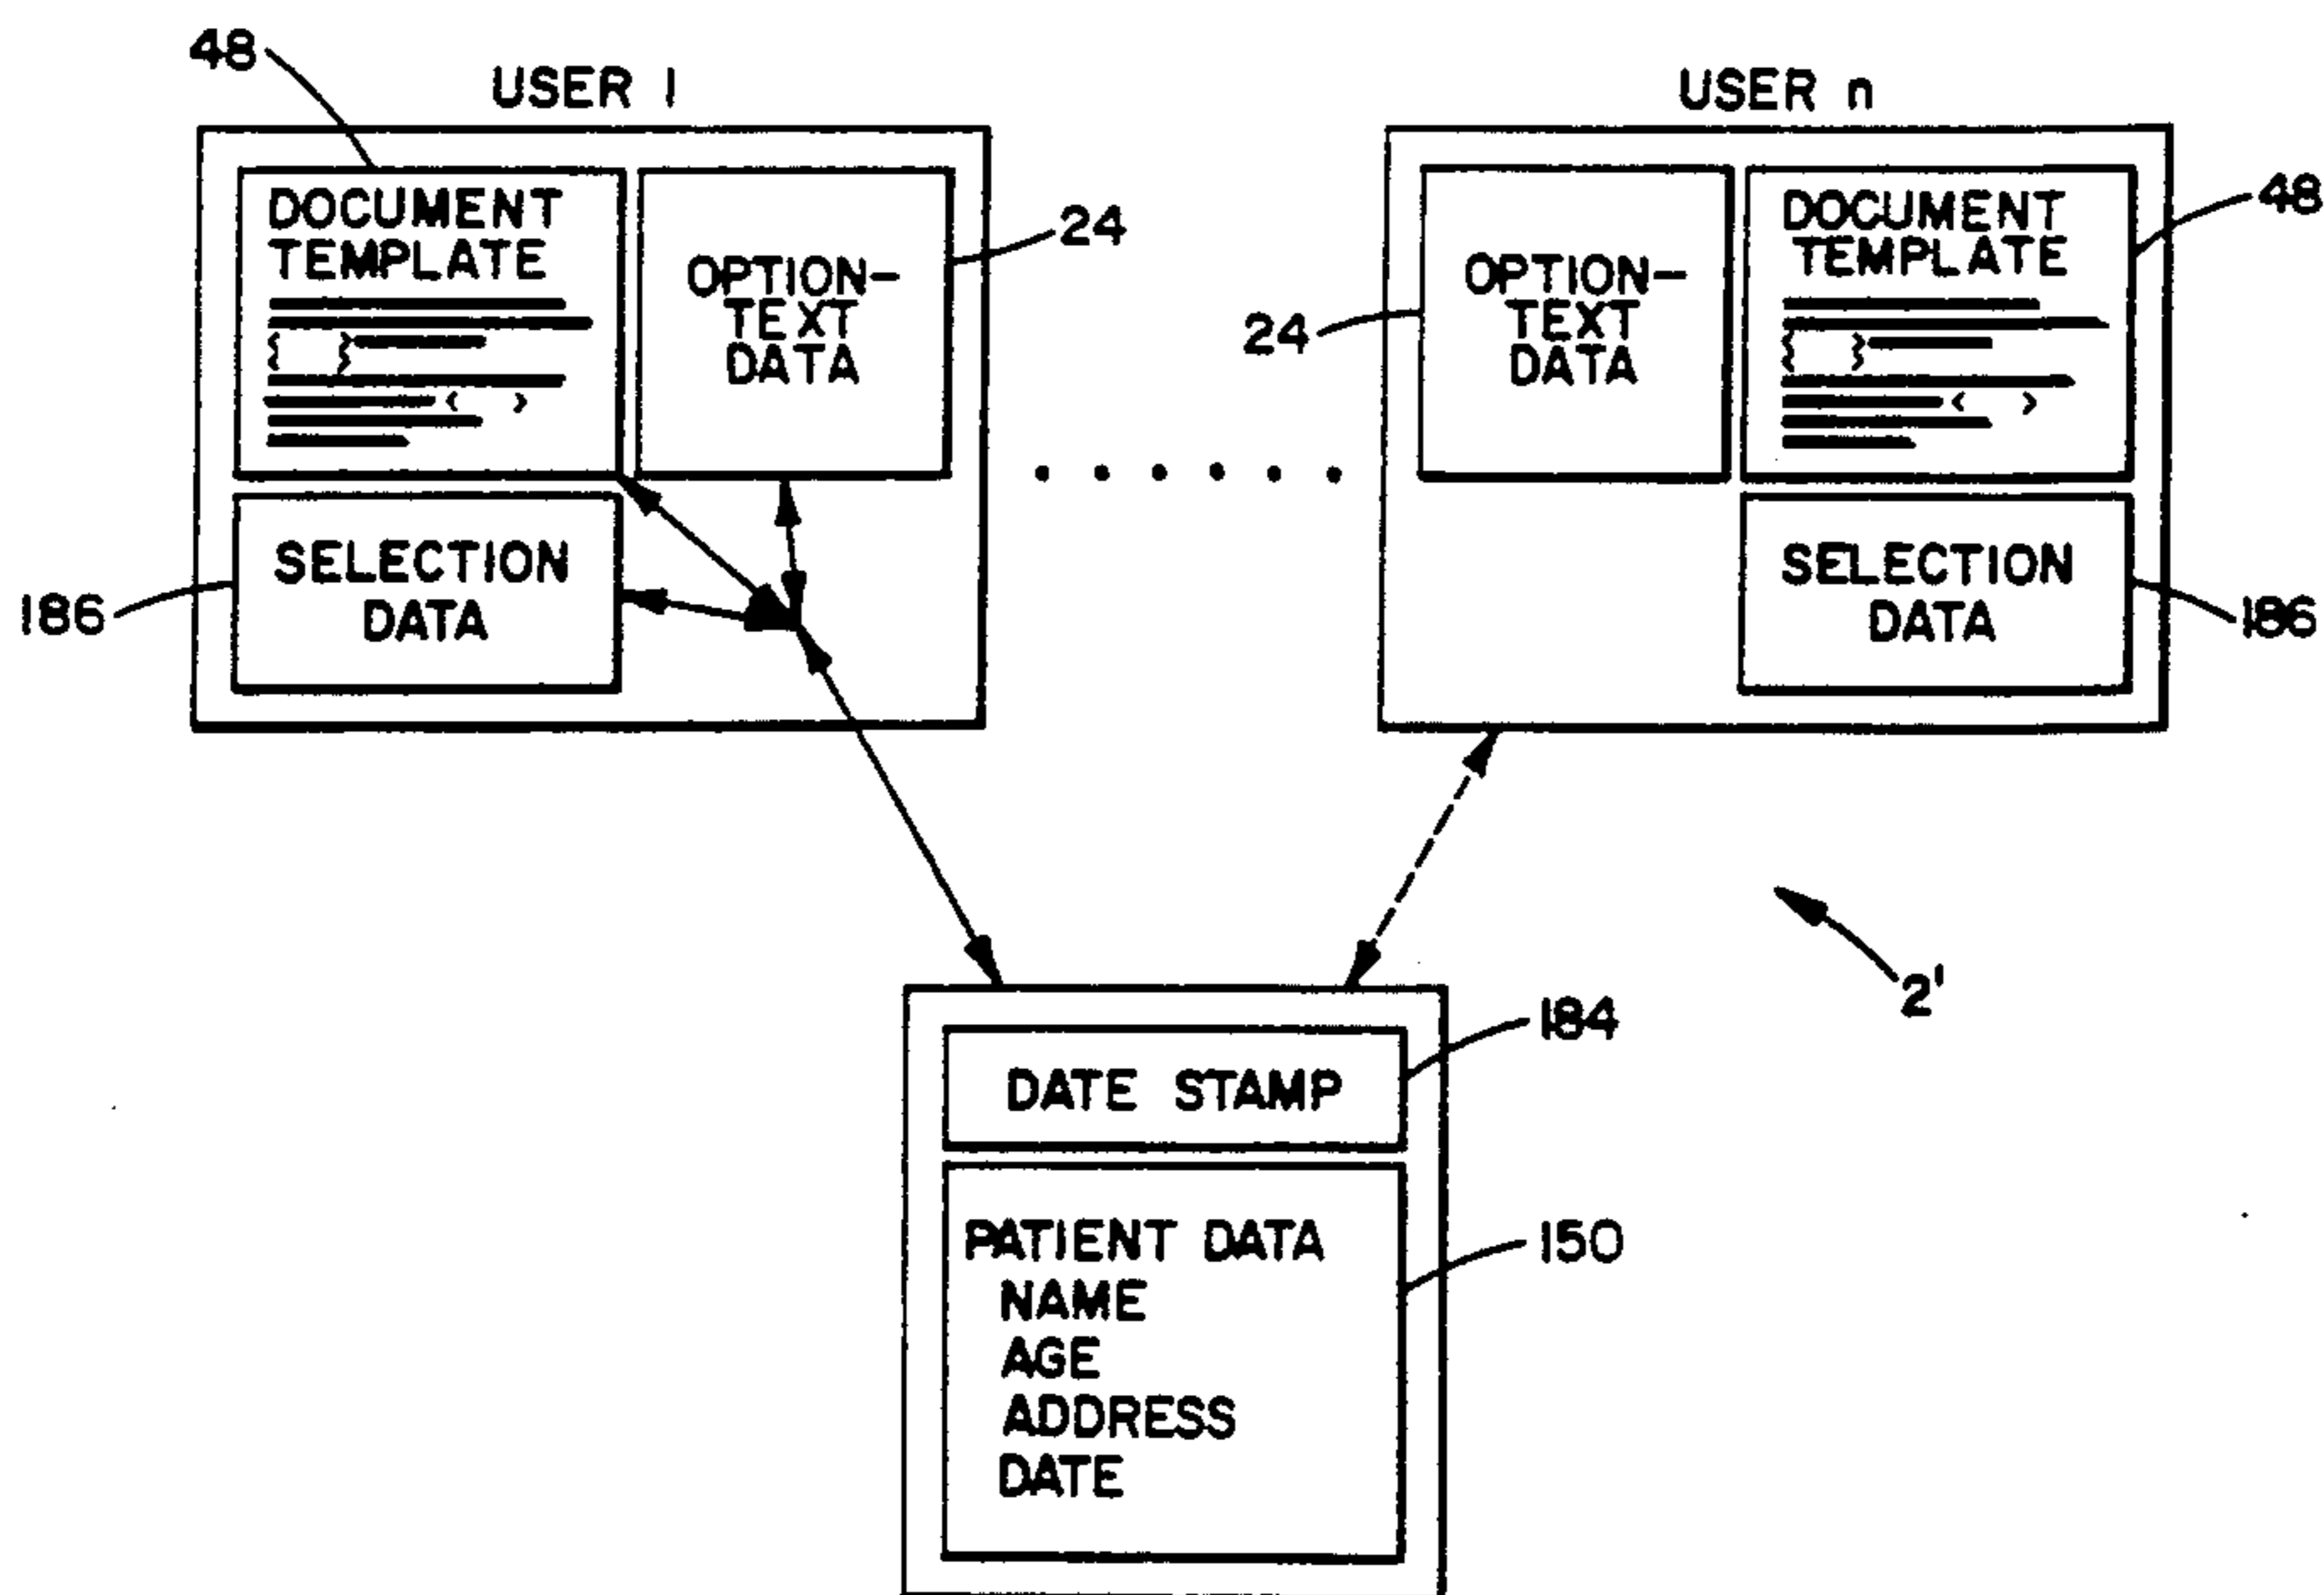 48
USER 1
DOCUMENT
TEMPLATE
OPTION-
TEXT
DATA
24
SELECTION
DATA
186
USER n
OPTION-
TEXT
DATA
24
DOCUMENT
TEMPLATE
48
SELECTION
DATA
186
2'
DATE STAMP
184
PATIENT DATA
NAME
AGE
ADDRESS
DATE
150